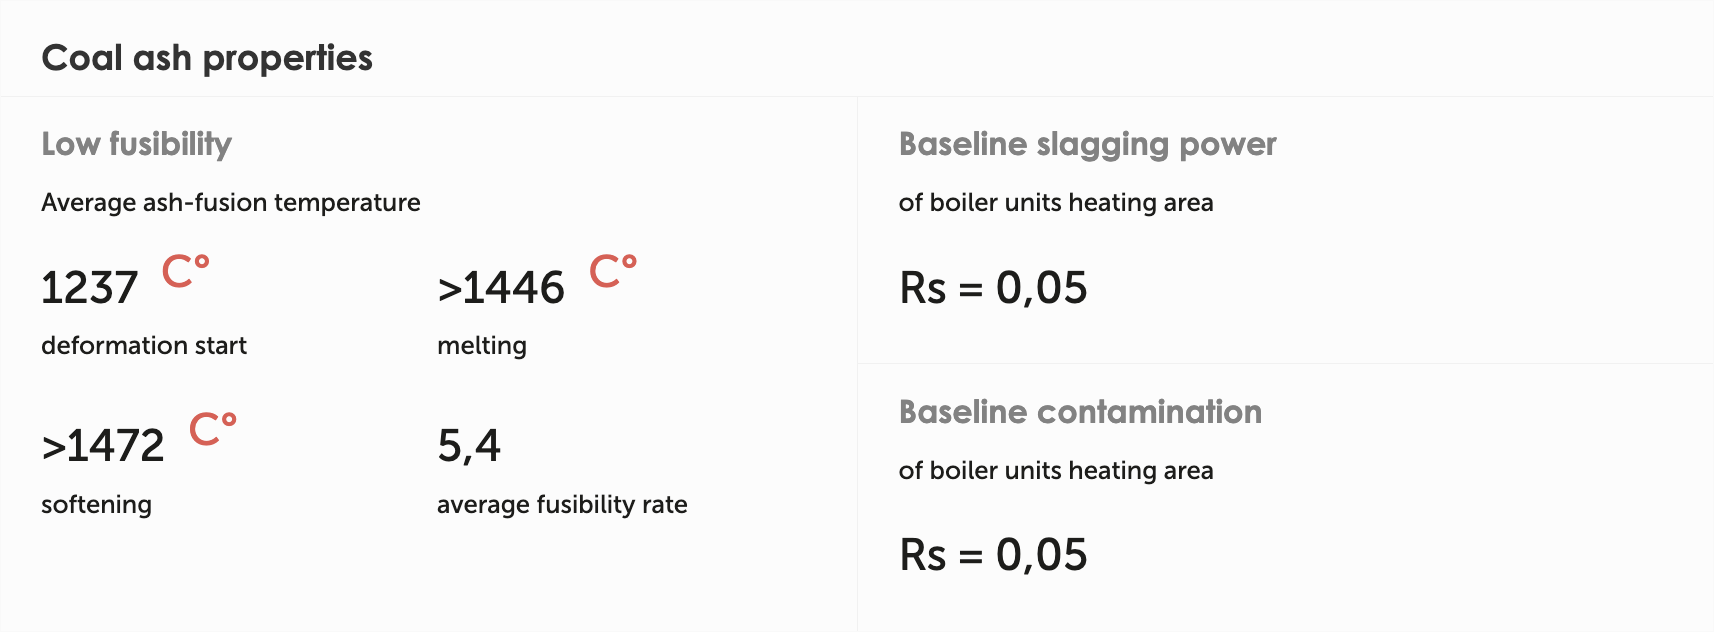 Coal ash properties
Low fusibility
Average ash-fusion temperature
1237 C°
deformation start
>1446 C°
melting
>1472 C°
softening
5,4
average fusibility rate
Baseline slagging power
of boiler units heating area
Rs = 0,05
Baseline contamination
of boiler units heating area
Rs = 0,05